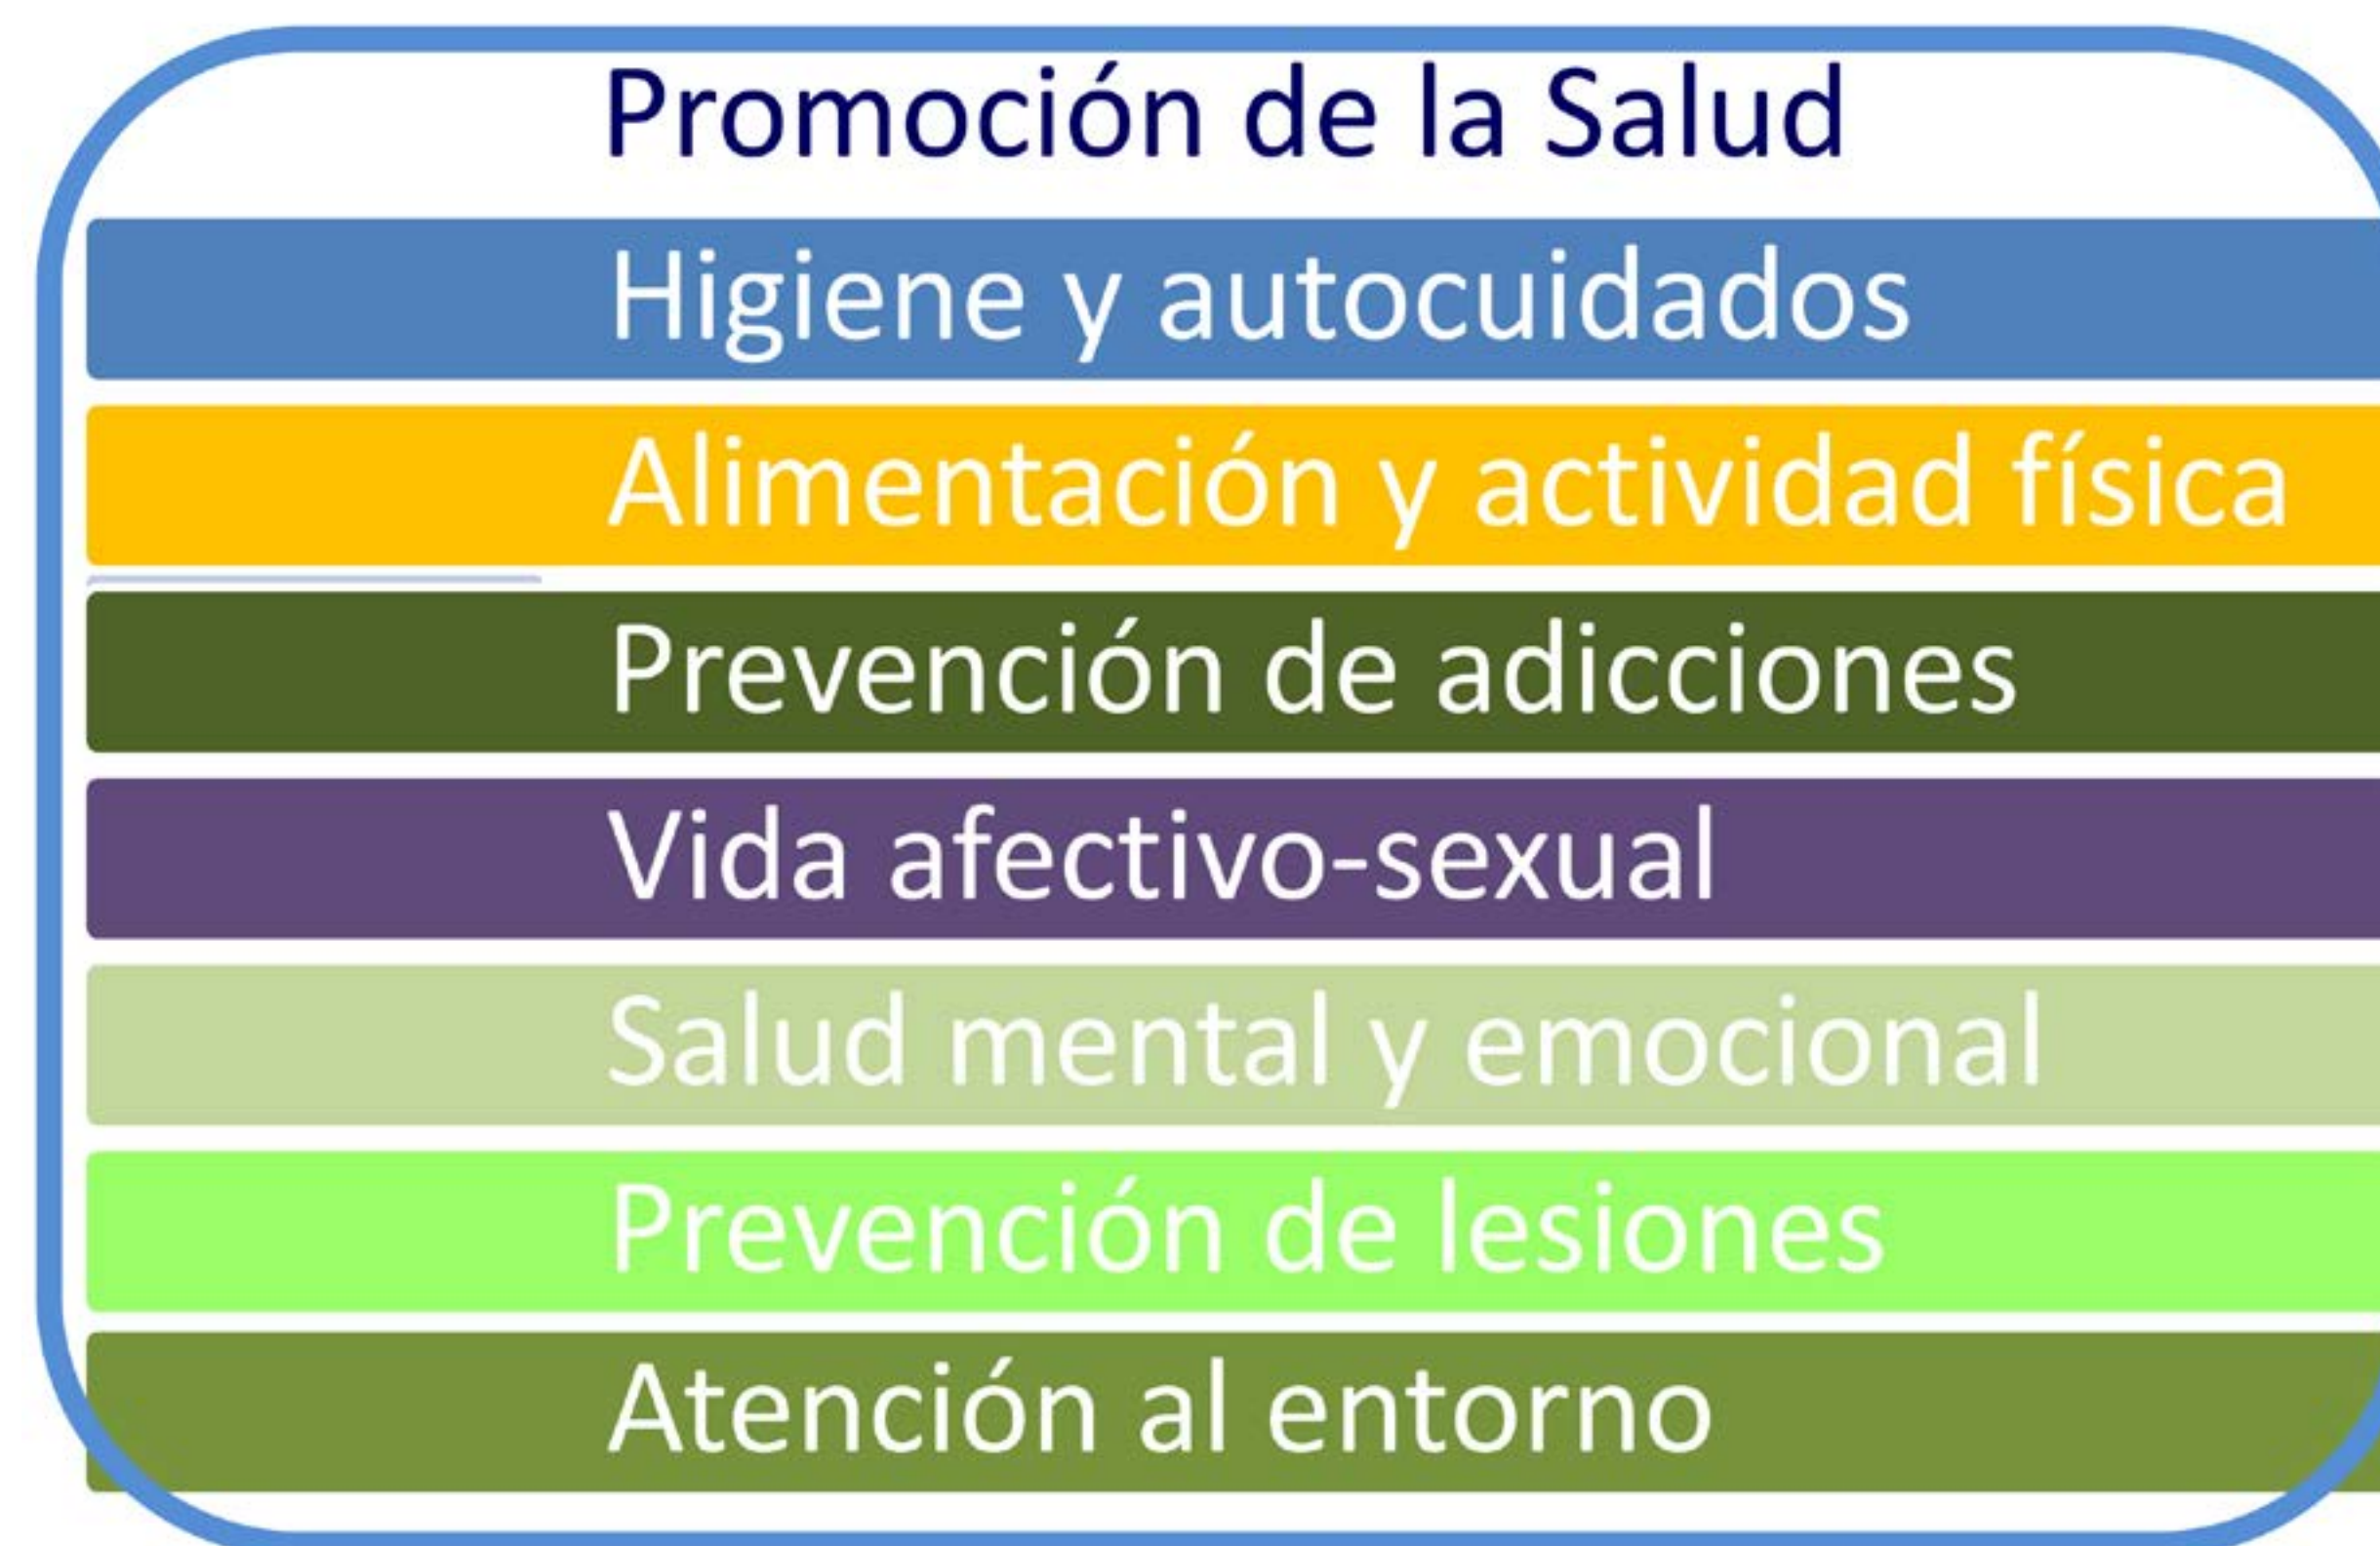 Promoción de la Salud
Higiene y autocuidados
Alimentación y actividad física
Prevención de adicciones
Vida afectivo-sexual
Salud mental y emocional
Prevención de lesiones
Atención al entorno